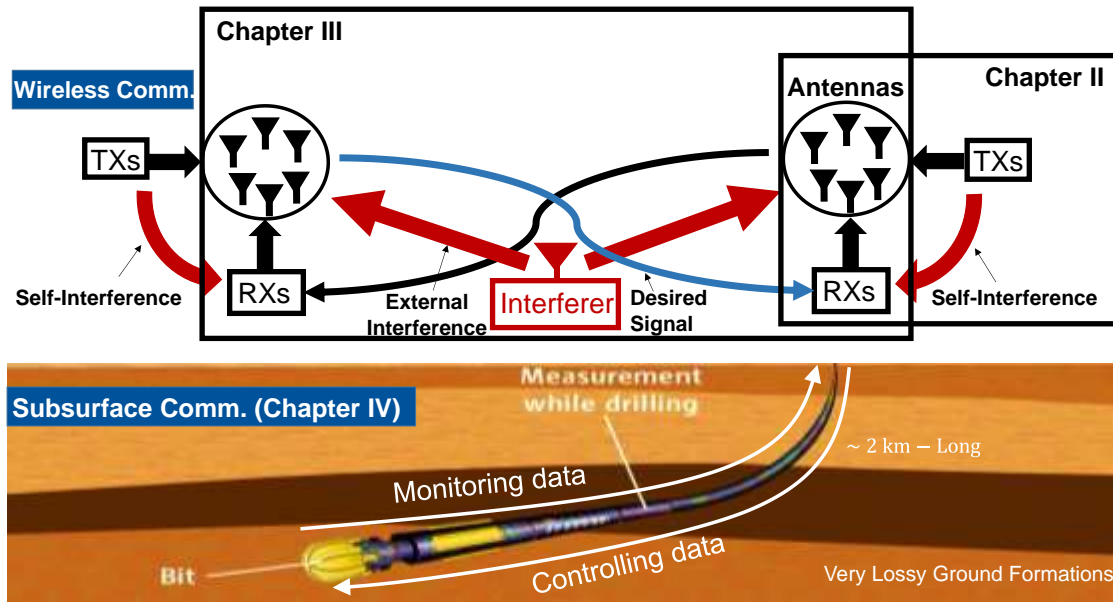 Chapter III
Wireless Comm.
Antennas
Chapter II
TXs
TXs
Self-Interference
RXs
External
Interference
Interferer
Desired
Signal
RXs
Self-Interference
Subsurface Comm. (Chapter IV)
Measurement
while drilling
~ 2 km – Long
Monitoring data
Controlling data
Bit
Very Lossy Ground Formations